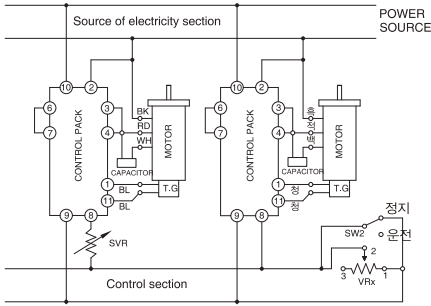 Source of electricity section
POWER
SOURCE
10
2
10
2
6
3
BK
6
3
흑
CONTROL PACK
RD
MOTOR
CONTROL PACK
적
MOTOR
7
4
WH
7
4
백
CAPACITOR
CAPACITOR
1
BL
T.G
1
청
T.G
11
BL
11
청
9
8
9
8
정지
SW2
운전
SVR
2
3
1
VRx
Control section